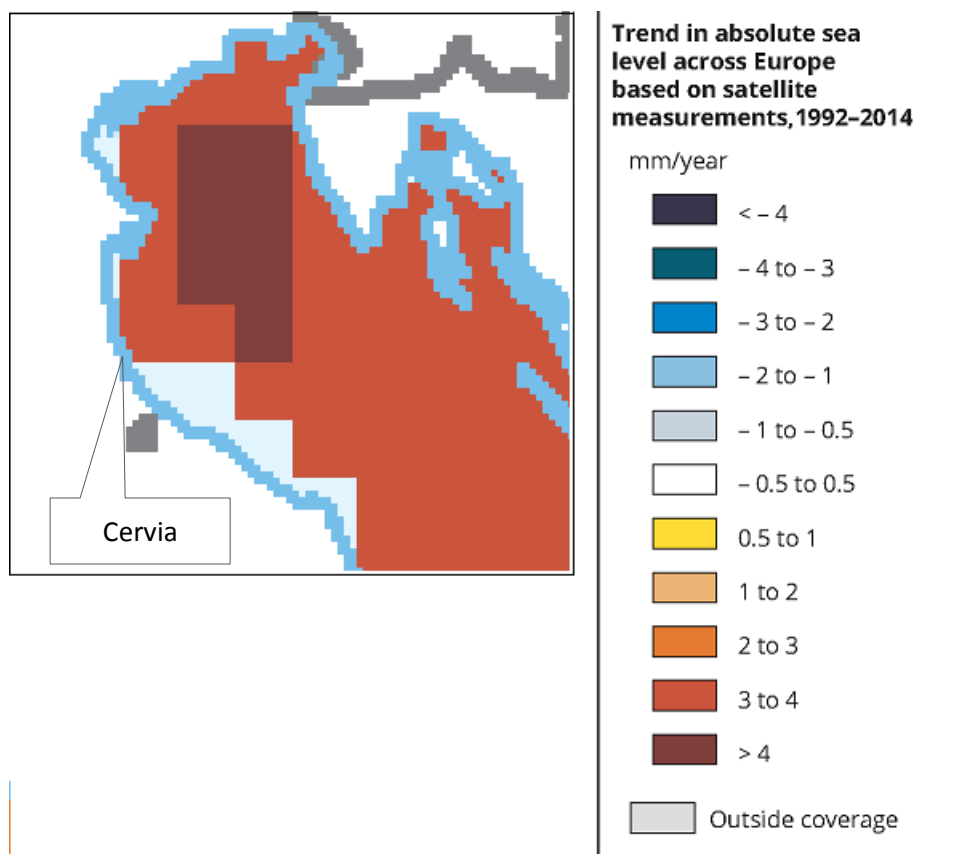 Cervia
Trend in absolute sea
level across Europe
based on satellite
measurements,1992–2014
mm/year
< – 4
– 4 to – 3
– 3 to – 2
– 2 to – 1
– 1 to – 0.5
– 0.5 to 0.5
0.5 to 1
1 to 2
2 to 3
3 to 4
> 4
Outside coverage